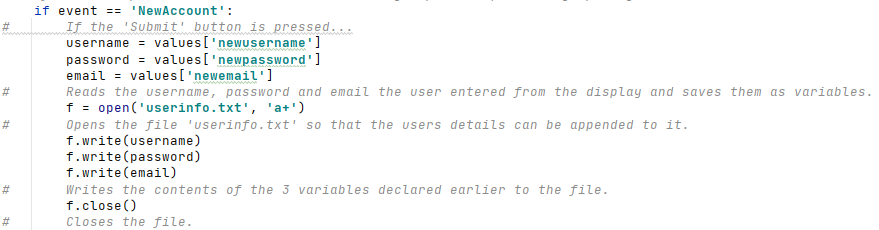 if event == 'NewAccount':
#       If the 'Submit' button is pressed...
        username = values['newusername']
        password = values['newpassword']
        email = values['newemail']
#       Reads the username, password and email the user entered from the display and saves them as variables.
        f = open('userinfo.txt', 'a+')
#       Opens the file 'userinfo.txt' so that the users details can be appended to it.
        f.write(username)
        f.write(password)
        f.write(email)
#       Writes the contents of the 3 variables declared earlier to the file.
        f.close()
#       Closes the file.